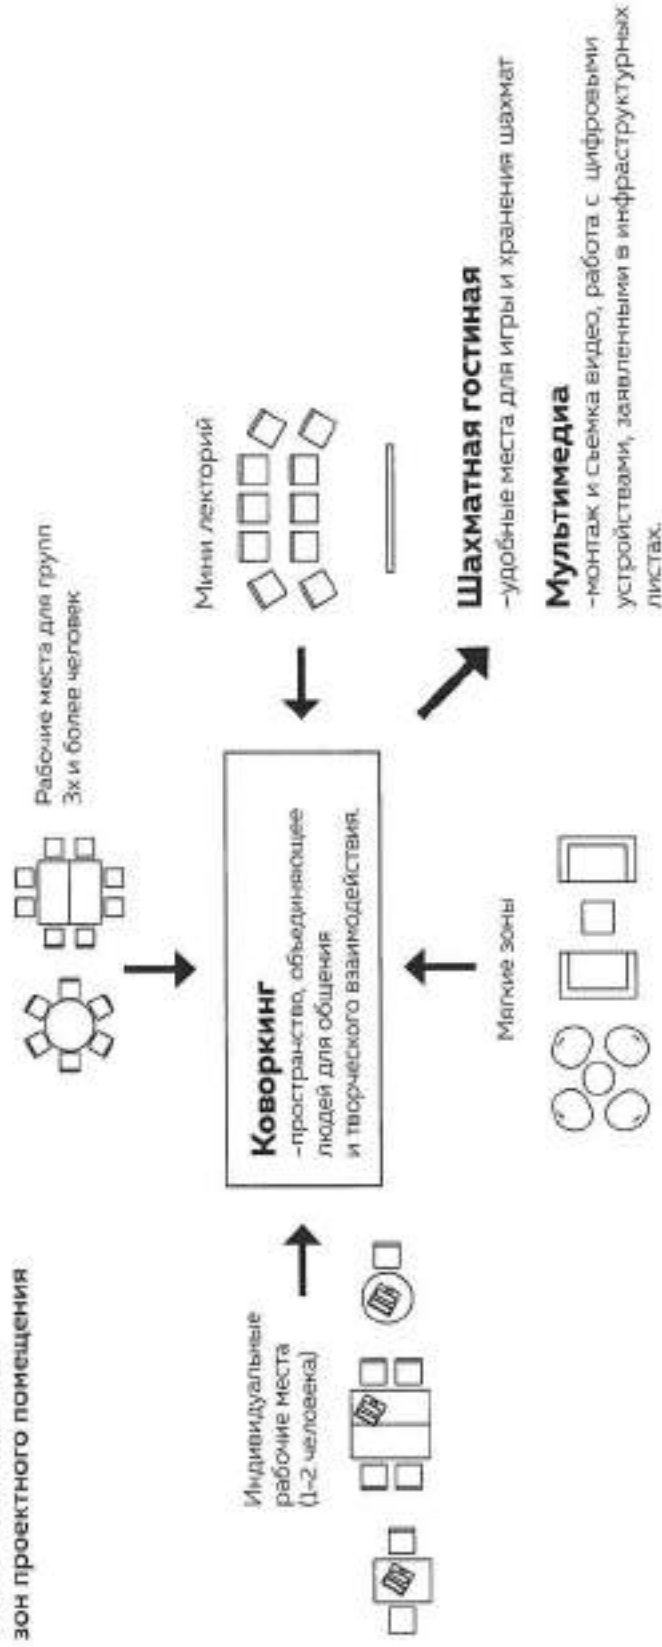 зон проектного помещения
Рабочие места для групп
3х и более человек
Индивидуальные
рабочие места
(1-2 человека)
Коворкинг
-пространство, объединяющее
людей для общения
и творческого взаимодействия.
Мини лекторий
Мягкие зоны
Шахматная гостиная
-удобные места для игры и хранения шахмат
Мультимедиа
-монтаж и съемка видео, работа с цифровыми
устройствами, заявленными в инфраструктурных
листах.